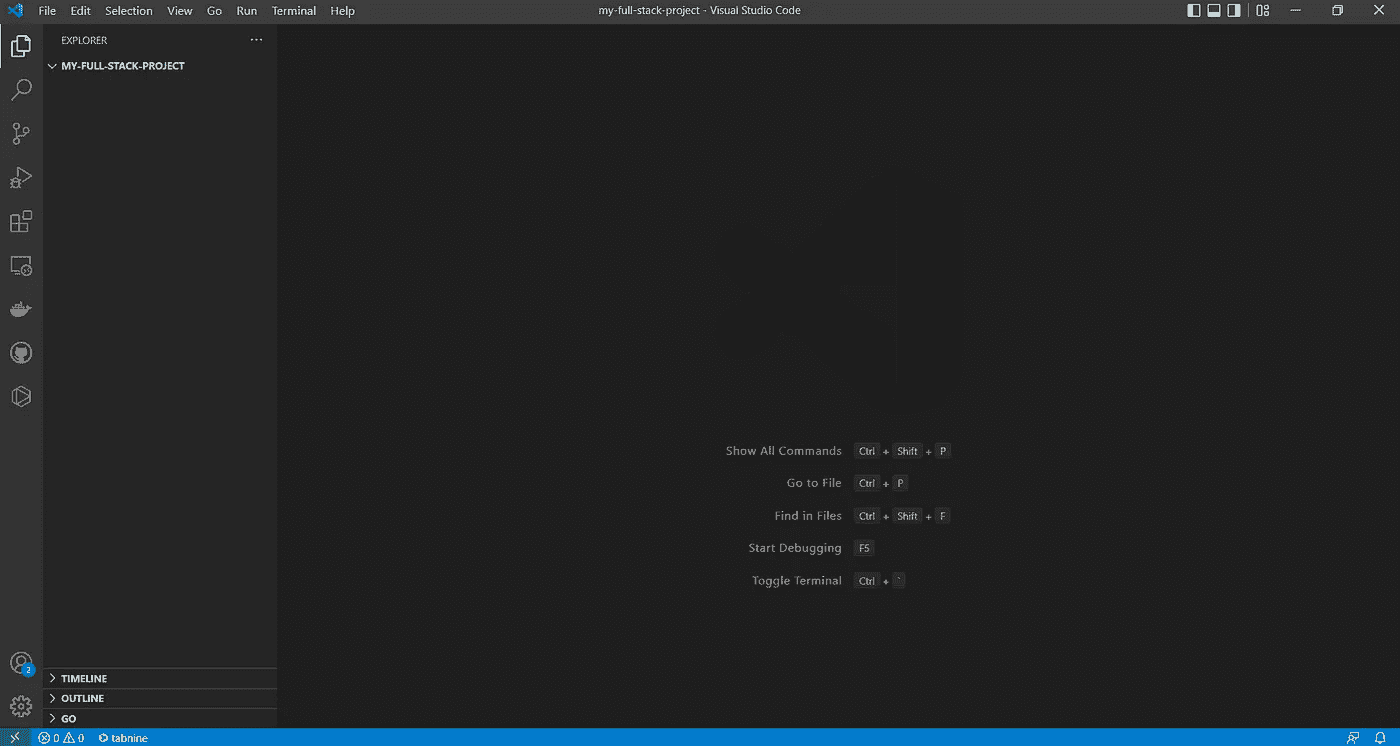 File Edit Selection View Go Run Terminal Help my-full-stack-project - Visual Studio Code
EXPLORER
MY-FULL-STACK-PROJECT
Show All Commands Ctrl + Shift + P
Go to File Ctrl + P
Find in Files Ctrl + Shift + F
Start Debugging F5
Toggle Terminal Ctrl + `
2
TIMELINE
OUTLINE
GO
0 0 tabnine